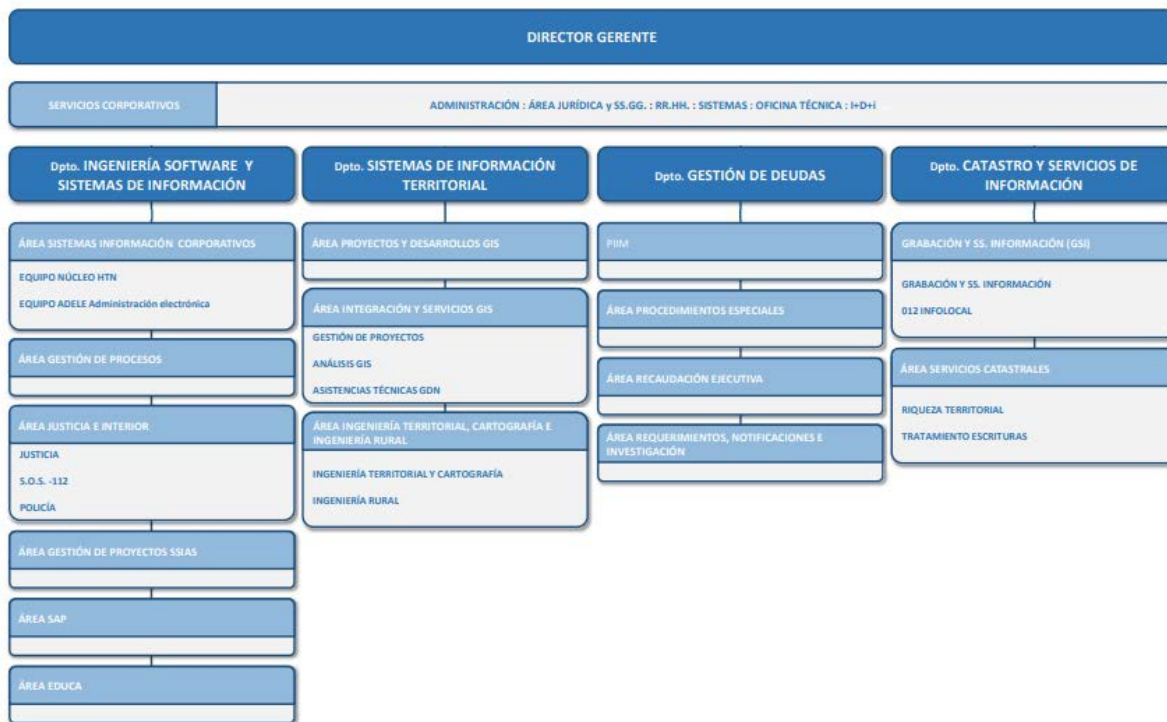 DIRECTOR GERENTE
SERVICIOS CORPORATIVOS
ADMINISTRACIÓN : ÁREA JURÍDICA y SS.GG. : RR.HH. : SISTEMAS : OFICINA TÉCNICA : I+D+i
Dpto. INGENIERÍA SOFTWARE Y
SISTEMAS DE INFORMACIÓN
ÁREA SISTEMAS INFORMACIÓN CORPORATIVOS
EQUIPO NÚCLEO HTN
EQUIPO ADELE Administración electrónica
ÁREA GESTIÓN DE PROCESOS
ÁREA JUSTICIA E INTERIOR
JUSTICIA
S.O.S. -112
POLICÍA
ÁREA GESTIÓN DE PROYECTOS SSIAS
ÁREA SAP
ÁREA EDUCA
Dpto. SISTEMAS DE INFORMACIÓN
TERRITORIAL
ÁREA PROYECTOS Y DESARROLLOS GIS
ÁREA INTEGRACIÓN Y SERVICIOS GIS
GESTIÓN DE PROYECTOS
ANÁLISIS GIS
ASISTENCIAS TÉCNICAS GDN
ÁREA INGENIERÍA TERRITORIAL, CARTOGRAFÍA E
INGENIERÍA RURAL
INGENIERÍA TERRITORIAL Y CARTOGRAFÍA
INGENIERÍA RURAL
Dpto. GESTIÓN DE DEUDAS
PIIM
ÁREA PROCEDIMIENTOS ESPECIALES
ÁREA RECAUDACIÓN EJECUTIVA
ÁREA REQUERIMIENTOS, NOTIFICACIONES E
INVESTIGACIÓN
Dpto. CATASTRO Y SERVICIOS DE
INFORMACIÓN
GRABACIÓN Y SS. INFORMACIÓN (GSI)
GRABACIÓN Y SS. INFORMACIÓN
012 INFOLOCAL
ÁREA SERVICIOS CATASTRALES
RIQUEZA TERRITORIAL
TRATAMIENTO ESCRITURAS